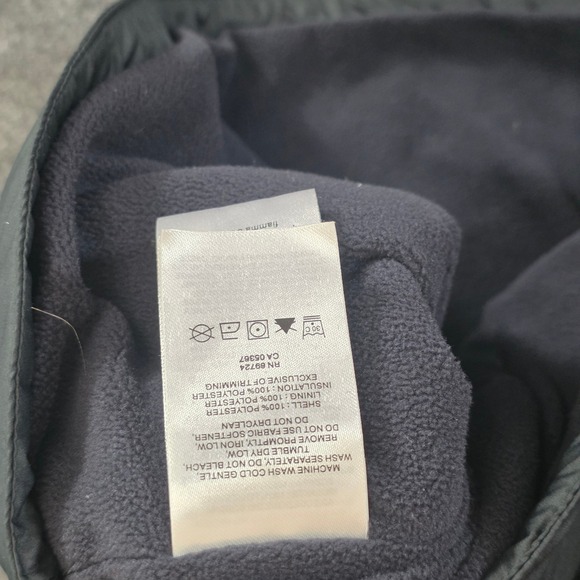 MACHINE WASH COLD GENTLE,
WASH SEPARATELY, DO NOT BLEACH,
TUMBLE DRY LOW,
REMOVE PROMPTLY, IRON LOW,
DO NOT USE FABRIC SOFTENER,
DO NOT DRYCLEAN
SHELL : 100% POLYESTER
LINING : 100% POLYESTER
INSULATION : 100% POLYESTER
EXCLUSIVE OF TRIMMING
RN 89724
CA 05367
30 C